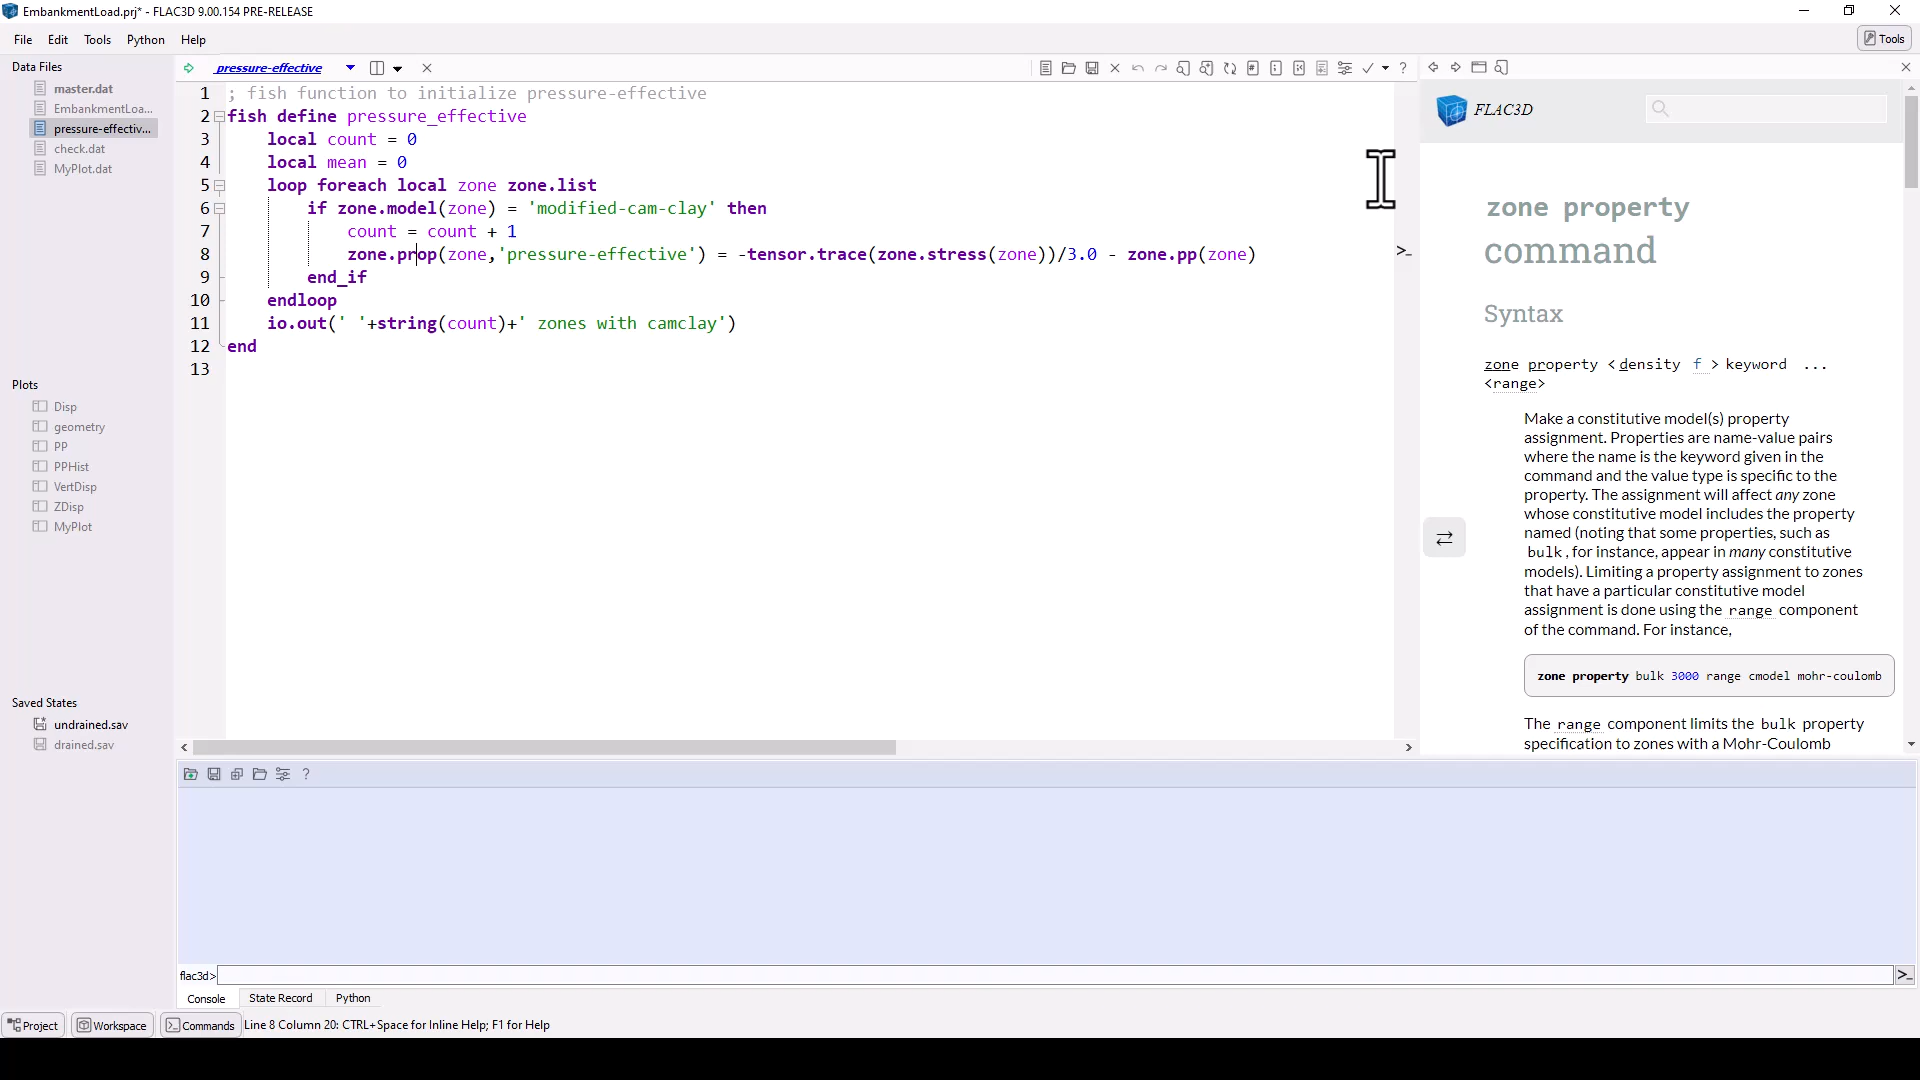 EmbankmentLoad.prj* - FLAC3D 9.00.154 PRE-RELEASE
File Edit Tools Python Help
Tools
Data Files
master.dat
EmbankmentLoa...
pressure-effectiv...
check.dat
MyPlot.dat
Plots
Disp
geometry
PP
PPHist
VertDisp
ZDisp
MyPlot
Saved States
undrained.sav
drained.sav
pressure-effective
1 ; fish function to initialize pressure-effective
2 fish define pressure_effective
3 local count = 0
4 local mean = 0
5 loop foreach local zone zone.list
6 if zone.model(zone) = 'modified-cam-clay' then
7 count = count + 1
8 zone.prop(zone,'pressure-effective') = -tensor.trace(zone.stress(zone))/3.0 - zone.pp(zone)
9 end_if
10 endloop
11 io.out(' '+string(count)+' zones with camclay')
12 end
13
FLAC3D
zone property
command
Syntax
zone property <density f > keyword ...
<range>
Make a constitutive model(s) property
assignment. Properties are name-value pairs
where the name is the keyword given in the
command and the value type is specific to the
property. The assignment will affect any zone
whose constitutive model includes the property
named (noting that some properties, such as
bulk, for instance, appear in many constitutive
models). Limiting a property assignment to zones
that have a particular constitutive model
assignment is done using the range component
of the command. For instance,
zone property bulk 3000 range cmodel mohr-coulomb
The range component limits the bulk property
specification to zones with a Mohr-Coulomb
flac3d>
Console State Record Python
Project Workspace Commands Line 8 Column 20: CTRL+Space for Inline Help; F1 for Help